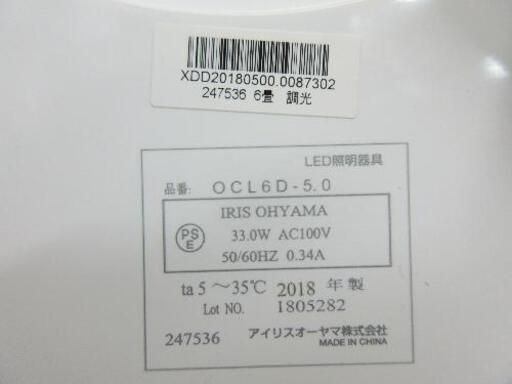 XDD20180500.0087302
247536 6畳 調光
LED照明器具
品番: OCL6D-5.0
PS E
IRIS OHYAMA
33.0W AC100V
50/60HZ 0.34A
ta 5 ～35℃ 2018 年 製
Lot NO. 1805282
247536 アイリスオーヤマ株式会社
MADE IN CHINA